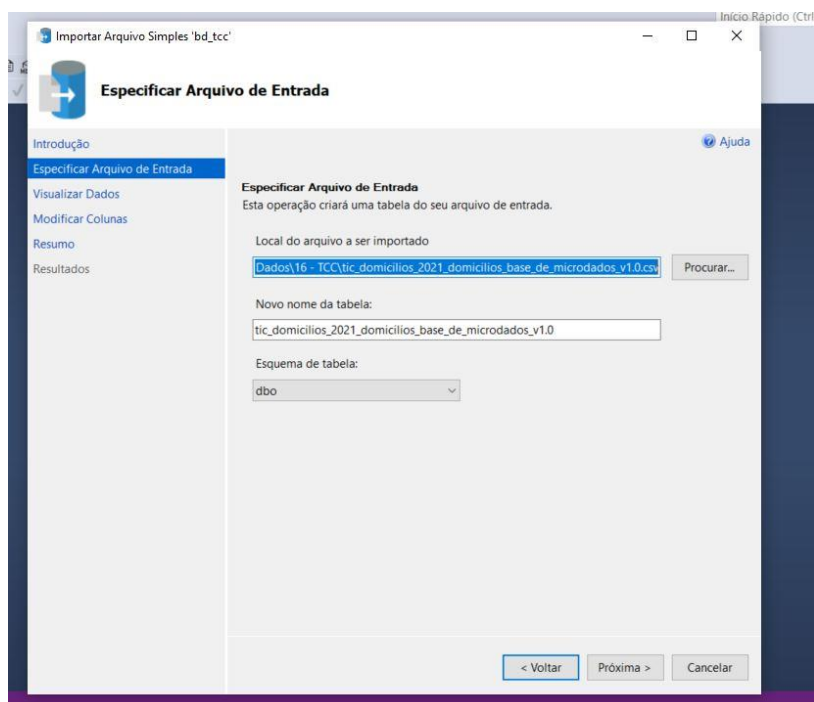 Início Rápido (Ctrl
Importar Arquivo Simples 'bd_tcc'
Especificar Arquivo de Entrada
Introdução
Ajuda
Especificar Arquivo de Entrada
Visualizar Dados
Modificar Colunas
Resumo
Resultados
Especificar Arquivo de Entrada
Esta operação criará uma tabela do seu arquivo de entrada.
Local do arquivo a ser importado
Dados\16 - TCC\tic_domicilios_2021_domicilios_base_de_microdados_v1.0.csv
Procurar...
Novo nome da tabela:
tic_domicilios_2021_domicilios_base_de_microdados_v1.0
Esquema de tabela:
dbo
< Voltar
Próxima >
Cancelar